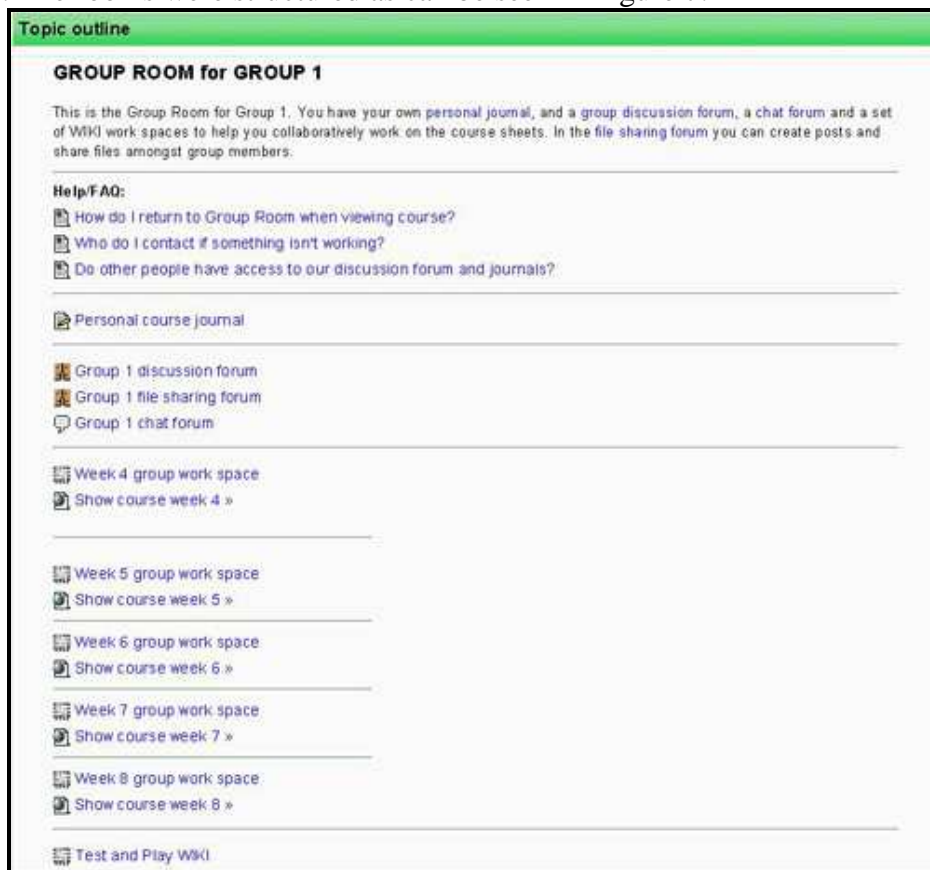 Topic outline
GROUP ROOM for GROUP 1
This is the Group Room for Group 1. You have your own personal journal, and a group discussion forum, a chat forum and a set
of WIKI work spaces to help you collaboratively work on the course sheets. In the file sharing forum you can create posts and
share files amongst group members.
Help/FAQ:
How do I return to Group Room when viewing course?
Who do I contact if something isn't working?
Do other people have access to our discussion forum and journals?
Personal course journal
Group 1 discussion forum
Group 1 file sharing forum
Group 1 chat forum
Week 4 group work space
Show course week 4 »
Week 5 group work space
Show course week 5 »
Week 6 group work space
Show course week 6 »
Week 7 group work space
Show course week 7 »
Week 8 group work space
Show course week 8 »
Test and Play WIKI